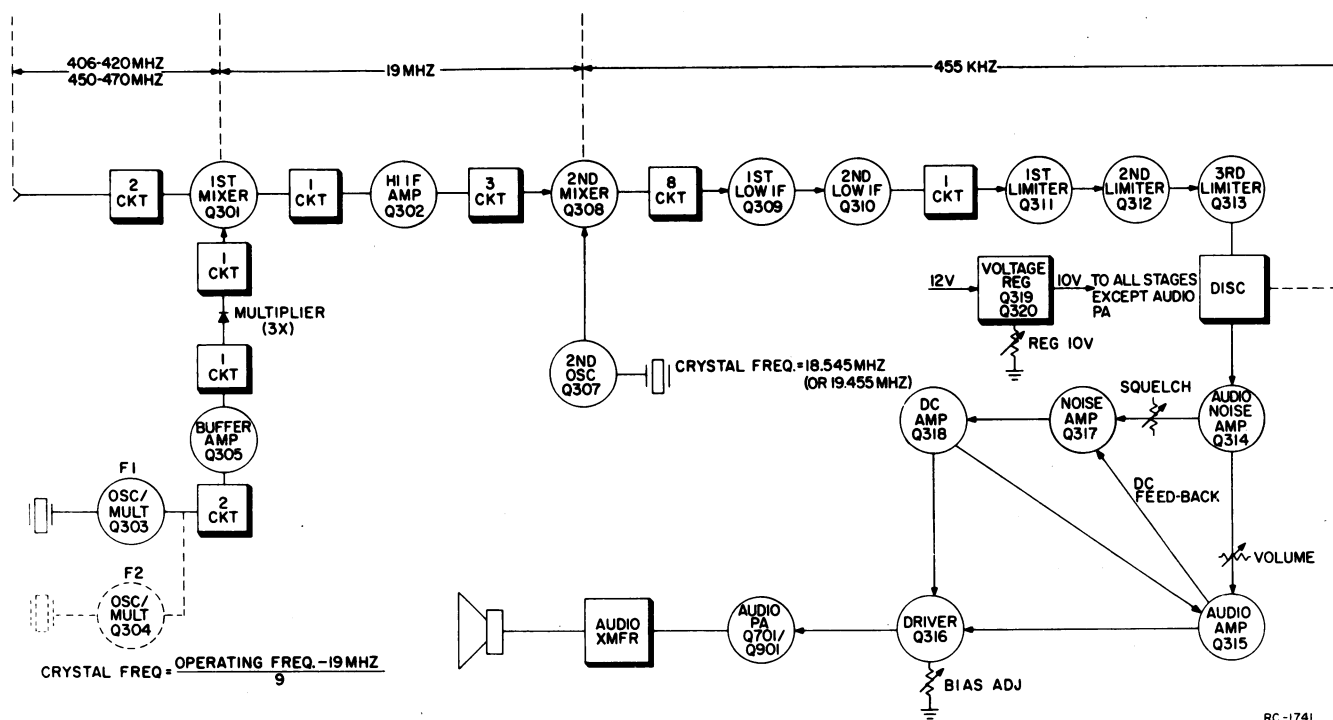 406-420MHZ
450-470MHZ
19 MHZ
455 KHZ
2
CKT
1ST
MIXER
Q301
1
CKT
HI IF
AMP
Q302
3
CKT
2ND
MIXER
Q308
8
CKT
1ST
LOW IF
Q309
2ND
LOW IF
Q310
1
CKT
1ST
LIMITER
Q311
2ND
LIMITER
Q312
3RD
LIMITER
Q313
1
CKT
MULTIPLIER
(3X)
1
CKT
BUFFER
AMP
Q305
2
CKT
F1
OSC/
MULT
Q303
F2
OSC/
MULT
Q304
CRYSTAL FREQ = OPERATING FREQ. -19 MHZ
9
2ND
OSC
Q307
CRYSTAL FREQ. = 18.545MHZ
(OR 19.455MHZ)
12V
VOLTAGE
REG
Q319
Q320
10V
TO ALL STAGES
EXCEPT AUDIO
PA
REG 10V
DISC
SQUELCH
DC
AMP
Q318
NOISE
AMP
Q317
AUDIO
NOISE
AMP
Q314
DC
FEED-BACK
VOLUME
AUDIO
XMFR
AUDIO
PA
Q701/
Q901
DRIVER
Q316
AUDIO
AMP
Q315
BIAS ADJ
RC-1741